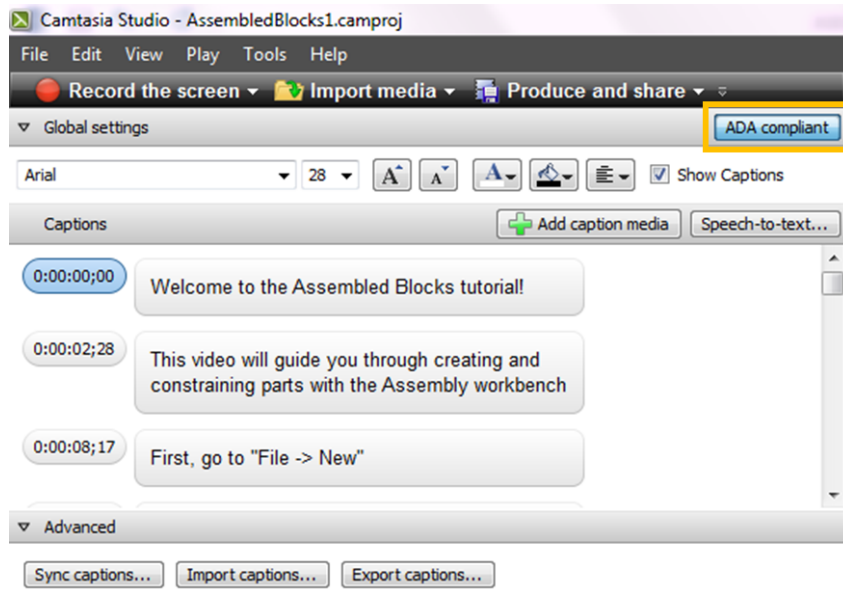 Camtasia Studio - AssembledBlocks1.camproj
File Edit View Play Tools Help
Record the screen Import media Produce and share
Global settings ADA compliant
Arial 28 A A A Show Captions
Captions Add caption media Speech-to-text...
0:00:00;00 Welcome to the Assembled Blocks tutorial!
0:00:02;28 This video will guide you through creating and
constraining parts with the Assembly workbench
0:00:08;17 First, go to "File -> New"
Advanced
Sync captions... Import captions... Export captions...